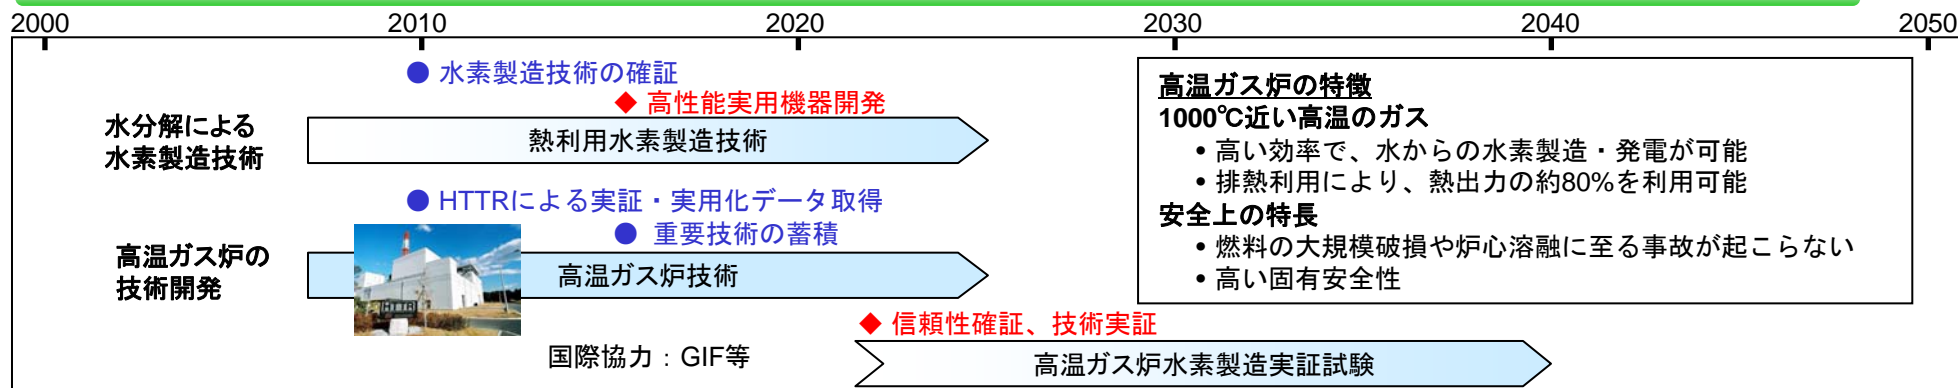 2000 2010 2020 2030 2040 2050
● 水素製造技術の確証
◆ 高性能実用機器開発
水分解による
水素製造技術
熱利用水素製造技術
● HTTRによる実証・実用化データ取得
● 重要技術の蓄積
高温ガス炉の
技術開発
HTTR
高温ガス炉技術
◆ 信頼性確証、技術実証
国際協力：GIF等
高温ガス炉水素製造実証試験
高温ガス炉の特徴
1000℃近い高温のガス
• 高い効率で、水からの水素製造・発電が可能
• 排熱利用により、熱出力の約80%を利用可能
安全上の特長
• 燃料の大規模破損や炉心溶融に至る事故が起こらない
• 高い固有安全性